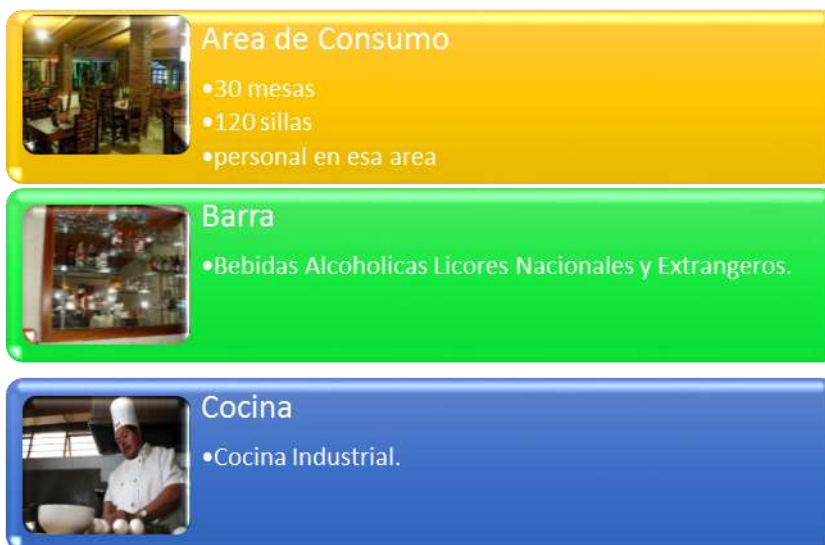 Area de Consumo
•30 mesas
•120 sillas
•personal en esa area
Barra
•Bebidas Alcoholicas Licores Nacionales y Extrangeros.
Cocina
•Cocina Industrial.